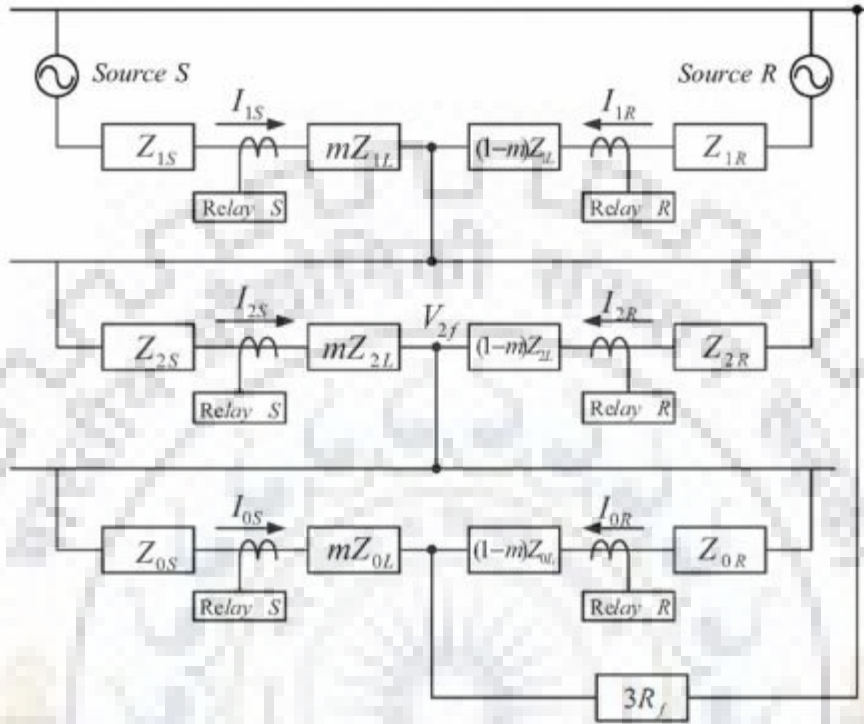 Source S
Source R
I1S
I1R
Z1S
mZ1L
(1-m)Z1L
Z1R
Relay S
Relay R
I2S
V2f
I2R
Z2S
mZ2L
(1-m)Z2L
Z2R
Relay S
Relay R
I0S
I0R
Z0S
mZ0L
(1-m)Z0L
Z0R
Relay S
Relay R
3Rf